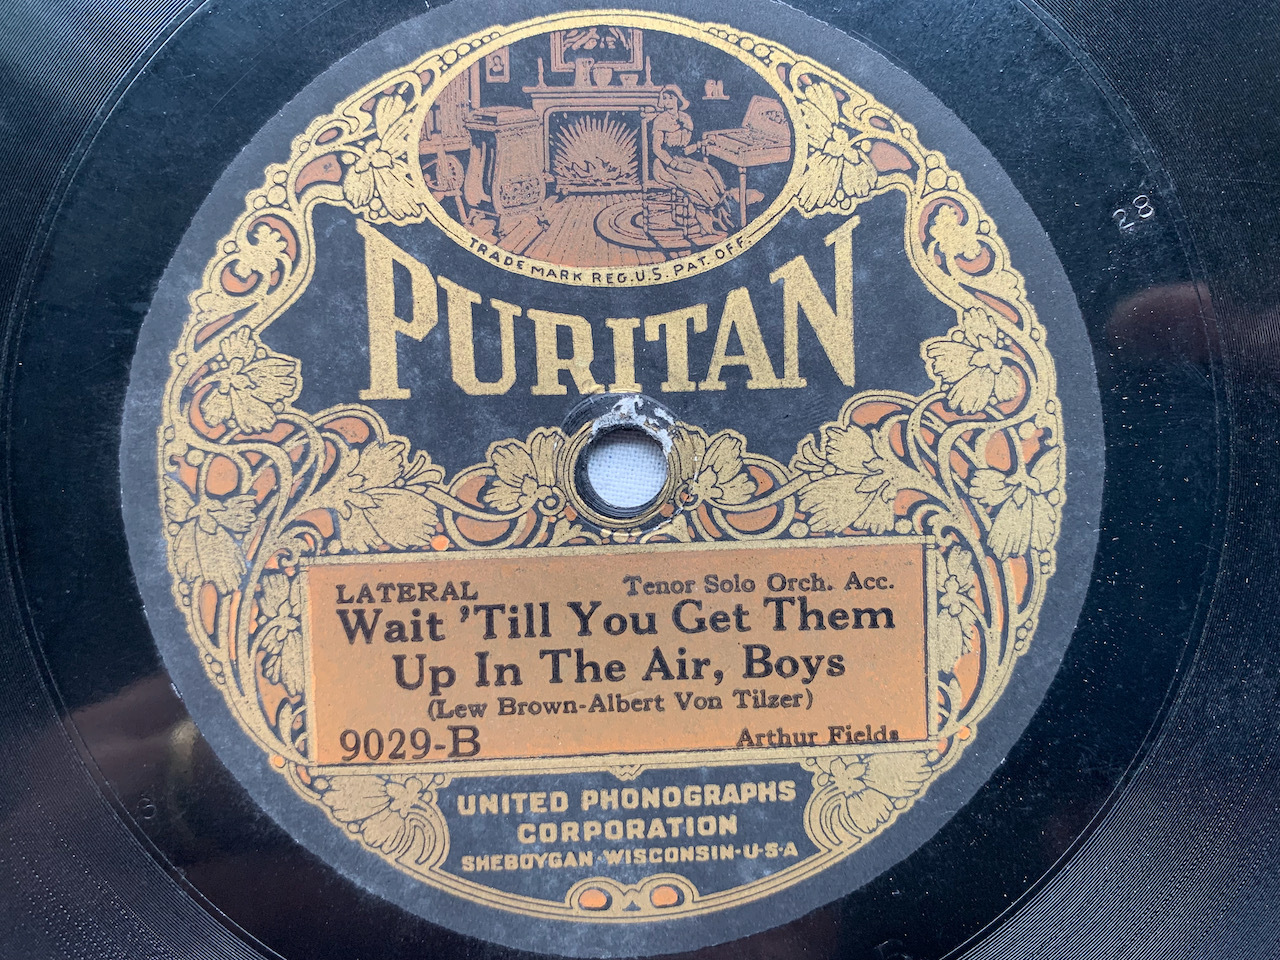 TRADE MARK REG. U.S. PAT. OFF.
PURITAN
28
LATERAL Tenor Solo Orch. Acc.
Wait 'Till You Get Them
Up In The Air, Boys
(Lew Brown-Albert Von Tilzer)
9029-B Arthur Fields
UNITED PHONOGRAPHS
CORPORATION
SHEBOYGAN·WISCONSIN·U·S·A